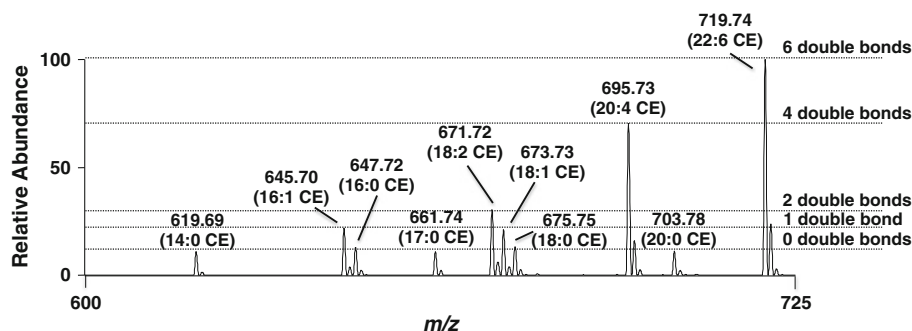 719.74
(22:6 CE)
6 double bonds
100
695.73
(20:4 CE)
4 double bonds
671.72
(18:2 CE)
673.73
(18:1 CE)
645.70
(16:1 CE)
647.72
(16:0 CE)
50
2 double bonds
619.69
(14:0 CE)
661.74
(17:0 CE)
675.75
(18:0 CE)
703.78
(20:0 CE)
1 double bond
0 double bonds
0
600
725
m/z
Relative Abundance